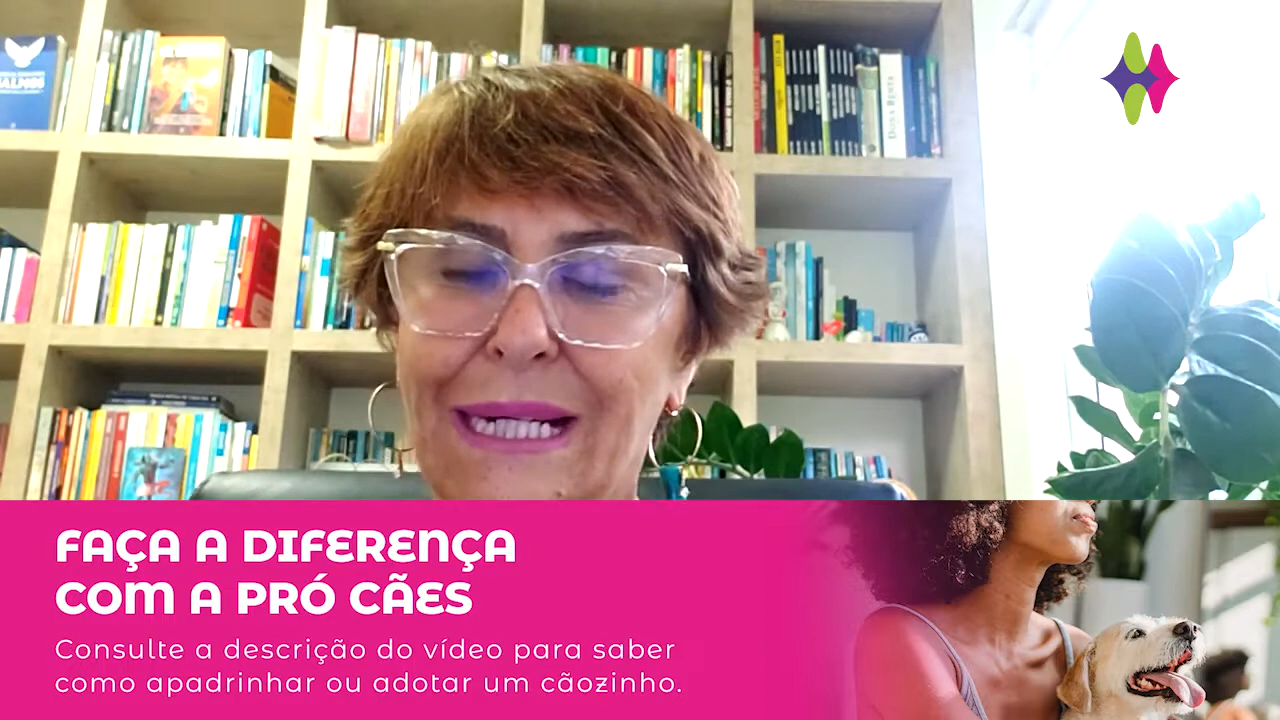 FAÇA A DIFERENÇA
COM A PRÓ CÃES
Consulte a descrição do vídeo para saber
como apadrinhar ou adotar um cãozinho.